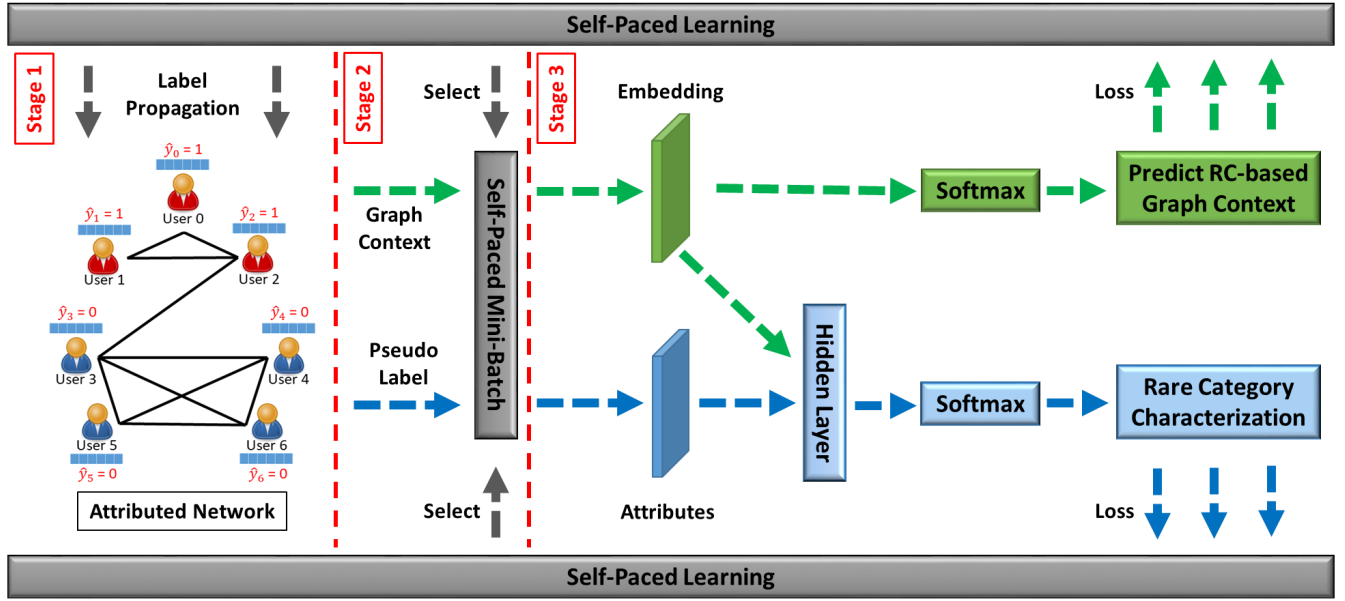 Self-Paced Learning
Stage 1
Label
Propagation
ŷ₀ = 1
User 0
ŷ₁ = 1
User 1
ŷ₂ = 1
User 2
ŷ₃ = 0
User 3
ŷ₄ = 0
User 4
User 5
ŷ₅ = 0
User 6
ŷ₆ = 0
Attributed Network
Stage 2
Select
Graph
Context
Pseudo
Label
Self-Paced Mini-Batch
Select
Stage 3
Embedding
Attributes
Hidden Layer
Softmax
Softmax
Loss
Predict RC-based
Graph Context
Rare Category
Characterization
Loss
Self-Paced Learning